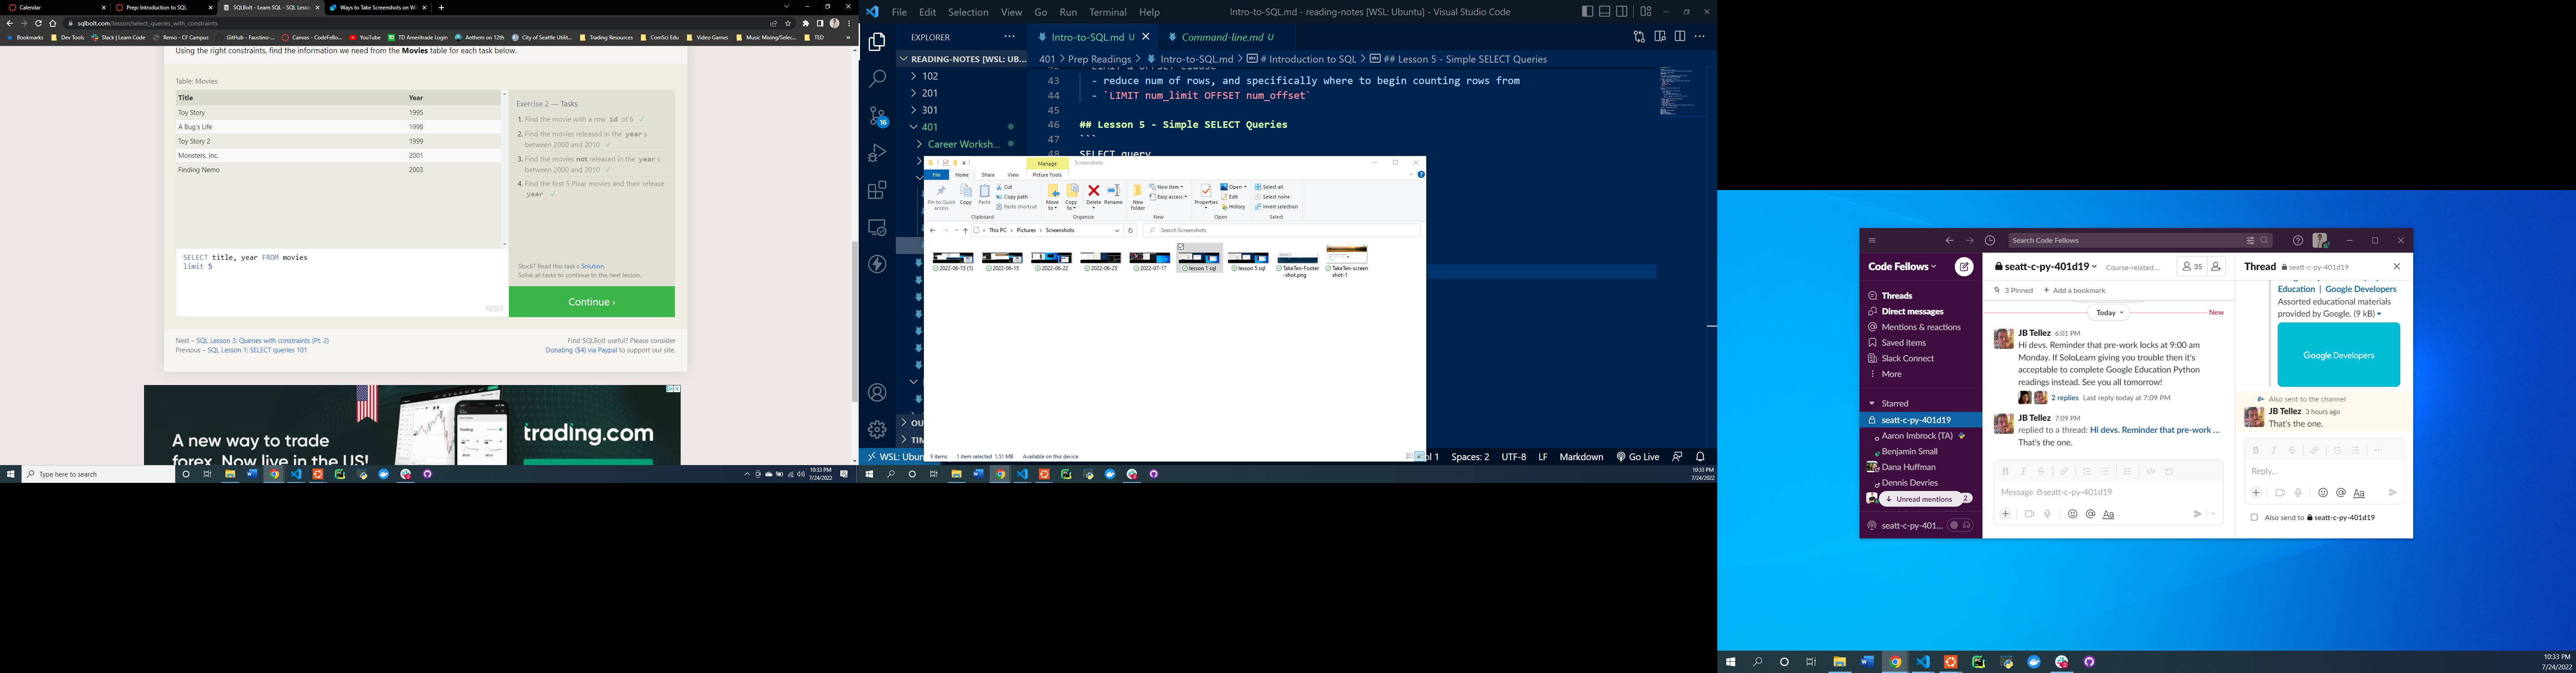 Calendar
Prep: Introduction to SQL
SQLBolt - Learn SQL - SQL Lesso
Ways to Take Screenshots on Wi
sqlbolt.com/lesson/select_queries_with_constraints
Bookmarks
Dev Tools
Slack | Learn Code
Remo - CF Campus
GitHub - Faustino-...
Canvas - CodeFello...
YouTube
TD Ameritrade Login
Anthem on 12th
City of Seattle Utilit...
Trading Resources
ComSci Edu
Video Games
Music Mixing/Selec...
TED
Using the right constraints, find the information we need from the Movies table for each task below.
Table: Movies
Title Year
Toy Story 1995
A Bug's Life 1998
Toy Story 2 1999
Monsters, Inc. 2001
Finding Nemo 2003
SELECT title, year FROM movies
limit 5
RESET
Exercise 2 — Tasks
1. Find the movie with a row id of 6 ✓
2. Find the movies released in the year s
between 2000 and 2010 ✓
3. Find the movies not released in the year s
between 2000 and 2010 ✓
4. Find the first 5 Pixar movies and their release
year ✓
Stuck? Read this task's Solution.
Solve all tasks to continue to the next lesson.
Continue ›
Next – SQL Lesson 3: Queries with constraints (Pt. 2)
Previous – SQL Lesson 1: SELECT queries 101
Find SQLBolt useful? Please consider
Donating ($4) via Paypal to support our site.
A new way to trade
forex. Now live in the US!
trading.com
Type here to search
10:33 PM
7/24/2022
File Edit Selection View Go Run Terminal Help
Intro-to-SQL.md - reading-notes [WSL: Ubuntu] - Visual Studio Code
EXPLORER
READING-NOTES [WSL: UB...
102
201
301
401
Career Worksh...
OU
TIM
16
Intro-to-SQL.md U
Command-line.md U
401 > Prep Readings > Intro-to-SQL.md > # Introduction to SQL > ## Lesson 5 - Simple SELECT Queries
43 - reduce num of rows, and specifically where to begin counting rows from
44 - `LIMIT num_limit OFFSET num_offset`
45
46 ## Lesson 5 - Simple SELECT Queries
47 ```
48 SELECT query
Manage
Screenshots
File Home Share View Picture Tools
Pin to Quick access
Copy
Paste
Cut
Copy path
Paste shortcut
Clipboard
Move to
Copy to
Delete
Rename
Organize
New folder
New item
Easy access
New
Properties
Open
Edit
History
Open
Select all
Select none
Invert selection
Select
This PC > Pictures > Screenshots
Search Screenshots
2022-06-15 (1)
2022-06-15
2022-06-22
2022-06-25
2022-07-17
lesson 1 sql
lesson 5 sql
TakeTen-Footer
-shot.png
TakeTen-screen
shot-1
9 items 1 item selected 1.51 MB Available on this device
WSL: Ubun
ol 1 Spaces: 2 UTF-8 LF Markdown Go Live
10:33 PM
7/24/2022
Search Code Fellows
Code Fellows
Threads
Direct messages
Mentions & reactions
Saved items
Slack Connect
More
Starred
seatt-c-py-401d19
Aaron Imbrock (TA)
Benjamin Small
Dana Huffman
Dennis Devries
Unread mentions 2
seatt-c-py-401...
seatt-c-py-401d19
Course-related...
35
3 Pinned
Add a bookmark
Today
New
JB Tellez 6:01 PM
Hi devs. Reminder that pre-work locks at 9:00 am
Monday. If SoloLearn giving you trouble then it's
acceptable to complete Google Education Python
readings instead. See you all tomorrow!
2 replies Last reply today at 7:09 PM
JB Tellez 7:09 PM
replied to a thread: Hi devs. Reminder that pre-work ...
That's the one.
Message seatt-c-py-401d19
Thread seatt-c-py-401d19
Education | Google Developers
Assorted educational materials
provided by Google. (9 kB)
Google Developers
Also sent to the channel
JB Tellez 3 hours ago
That's the one.
Reply...
Also send to seatt-c-py-401d19
10:33 PM
7/24/2022